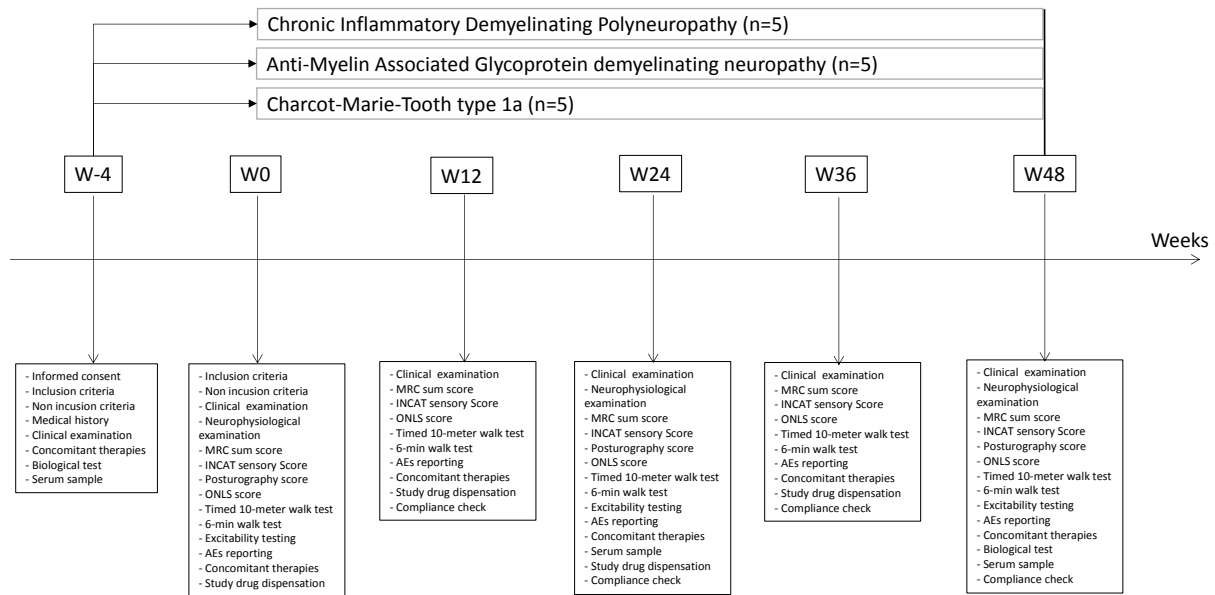 Chronic Inflammatory Demyelinating Polyneuropathy (n=5)
Anti-Myelin Associated Glycoprotein demyelinating neuropathy (n=5)
Charcot-Marie-Tooth type 1a (n=5)
W-4
W0
W12
W24
W36
W48
Weeks
- Informed consent
- Inclusion criteria
- Non incusion criteria
- Medical history
- Clinical examination
- Concomitant therapies
- Biological test
- Serum sample
- Inclusion criteria
- Non incusion criteria
- Clinical  examination
- Neurophysiological
examination
- MRC sum score
- INCAT sensory Score
- Posturography score
- ONLS score
- Timed 10-meter walk test
- 6-min walk test
- Excitability testing
- AEs reporting
- Concomitant therapies
- Study drug dispensation
- Clinical  examination
- MRC sum score
- INCAT sensory Score
- ONLS score
- Timed 10-meter walk test
- 6-min walk test
- AEs reporting
- Concomitant therapies
- Study drug dispensation
- Compliance check
- Clinical examination
- Neurophysiological
examination
- MRC sum score
- INCAT sensory Score
- Posturography score
- ONLS score
- Timed 10-meter walk test
- 6-min walk test
- Excitability testing
- AEs reporting
- Concomitant therapies
- Serum sample
- Study drug dispensation
- Compliance check
- Clinical examination
- MRC sum score
- INCAT sensory Score
- ONLS score
- Timed 10-meter walk test
- 6-min walk test
- AEs reporting
- Concomitant therapies
- Study drug dispensation
- Compliance check
- Clinical examination
- Neurophysiological
examination
- MRC sum score
- INCAT sensory Score
- Posturography score
- ONLS score
- Timed 10-meter walk test
- 6-min walk test
- Excitability testing
- AEs reporting
- Concomitant therapies
- Biological test
- Serum sample
- Compliance check